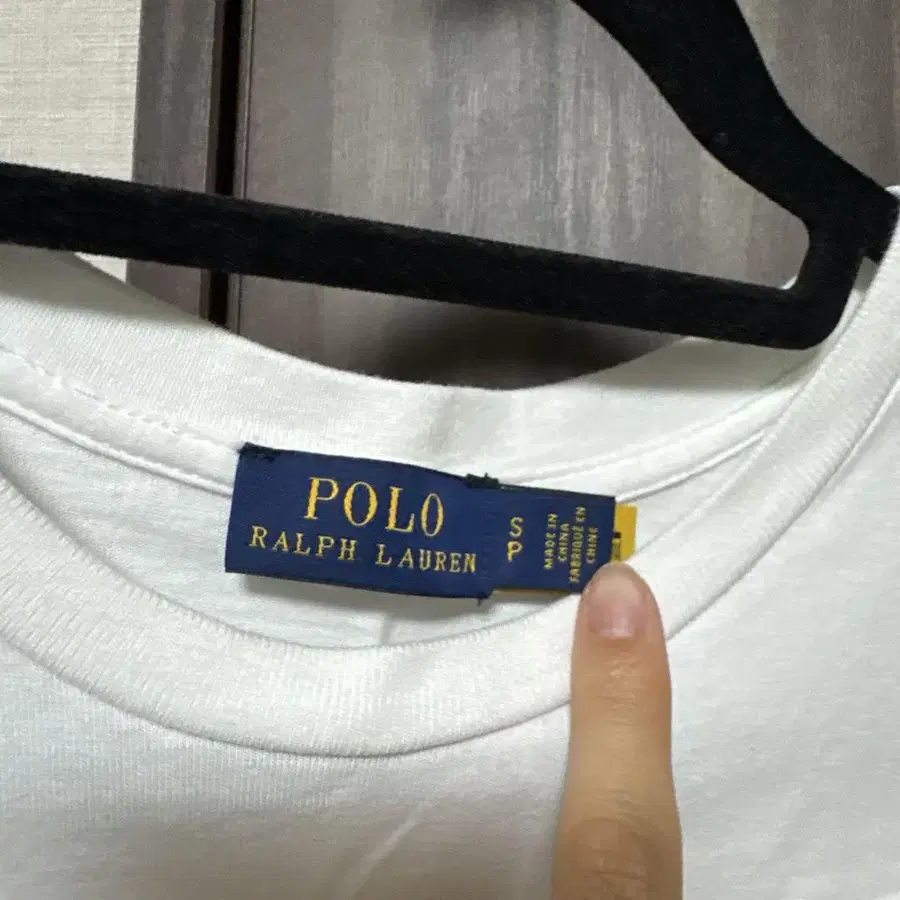 POLO
RALPH LAUREN
S
P
MADE IN
CHINA
FABRIQUÉ EN
CHINE